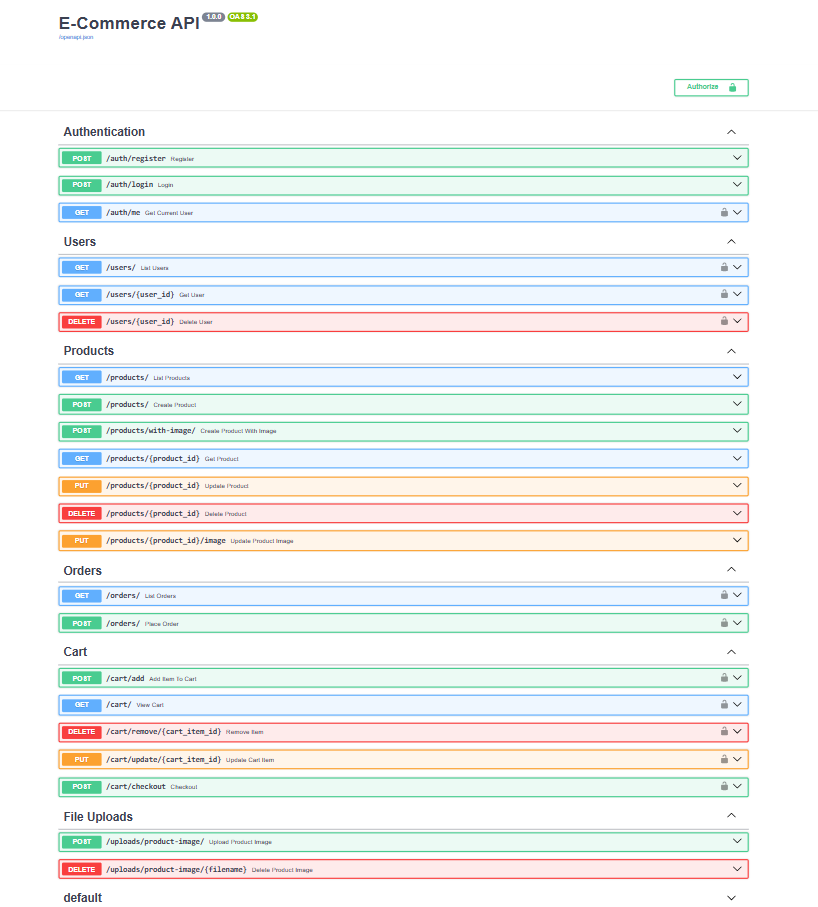 E-Commerce API 1.0.0 OAS 3.1
/openapi.json
Authorize
Authentication
POST /auth/register Register
POST /auth/login Login
GET /auth/me Get Current User
Users
GET /users/ List Users
GET /users/{user_id} Get User
DELETE /users/{user_id} Delete User
Products
GET /products/ List Products
POST /products/ Create Product
POST /products/with-image/ Create Product With Image
GET /products/{product_id} Get Product
PUT /products/{product_id} Update Product
DELETE /products/{product_id} Delete Product
PUT /products/{product_id}/image Update Product Image
Orders
GET /orders/ List Orders
POST /orders/ Place Order
Cart
POST /cart/add Add Item To Cart
GET /cart/ View Cart
DELETE /cart/remove/{cart_item_id} Remove Item
PUT /cart/update/{cart_item_id} Update Cart Item
POST /cart/checkout Checkout
File Uploads
POST /uploads/product-image/ Upload Product Image
DELETE /uploads/product-image/{filename} Delete Product Image
default